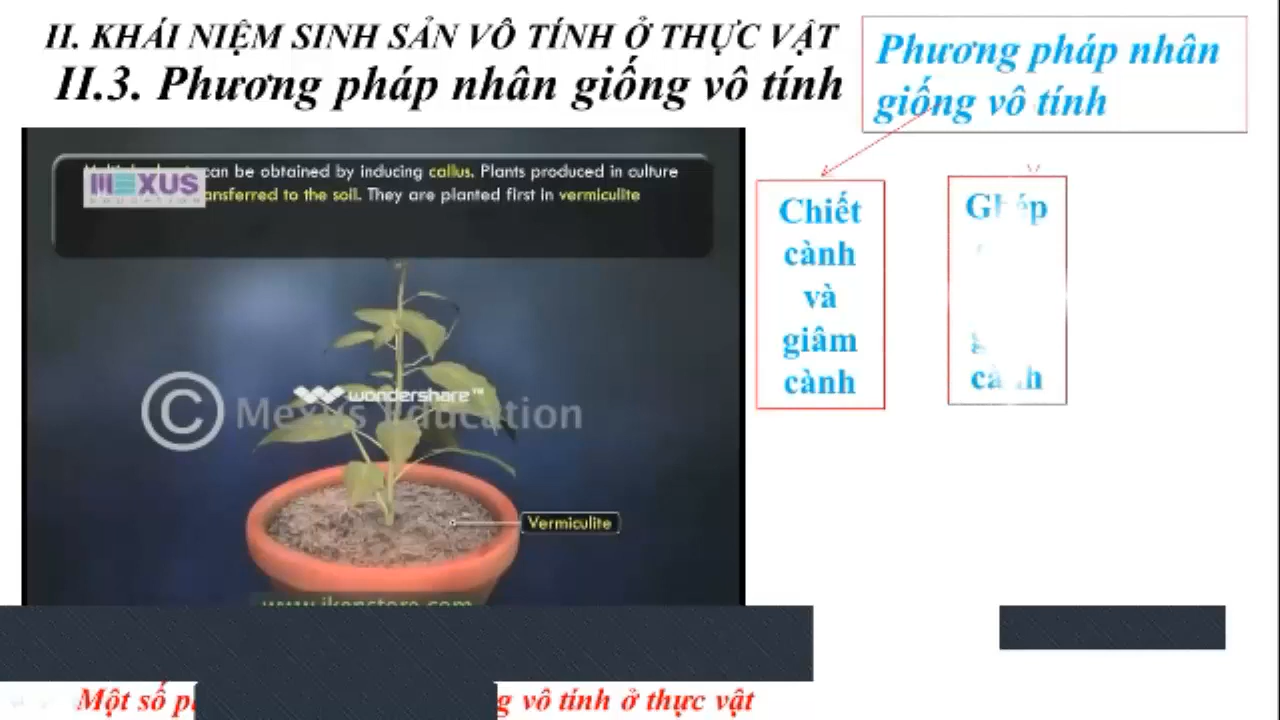 II. KHÁI NIỆM SINH SẢN VÔ TÍNH Ở THỰC VẬT
II.3. Phương pháp nhân giống vô tính
Phương pháp nhân
giống vô tính
can be obtained by inducing callus. Plants produced in culture
to the soil. They are planted first in vermiculite
MEXUS
EDUCATION
Chiết
cành
và
giâm
cành
wondershare™
© Mexus Education
Vermiculite
www.ikenstore.com
Một số
vô tính ở thực vật